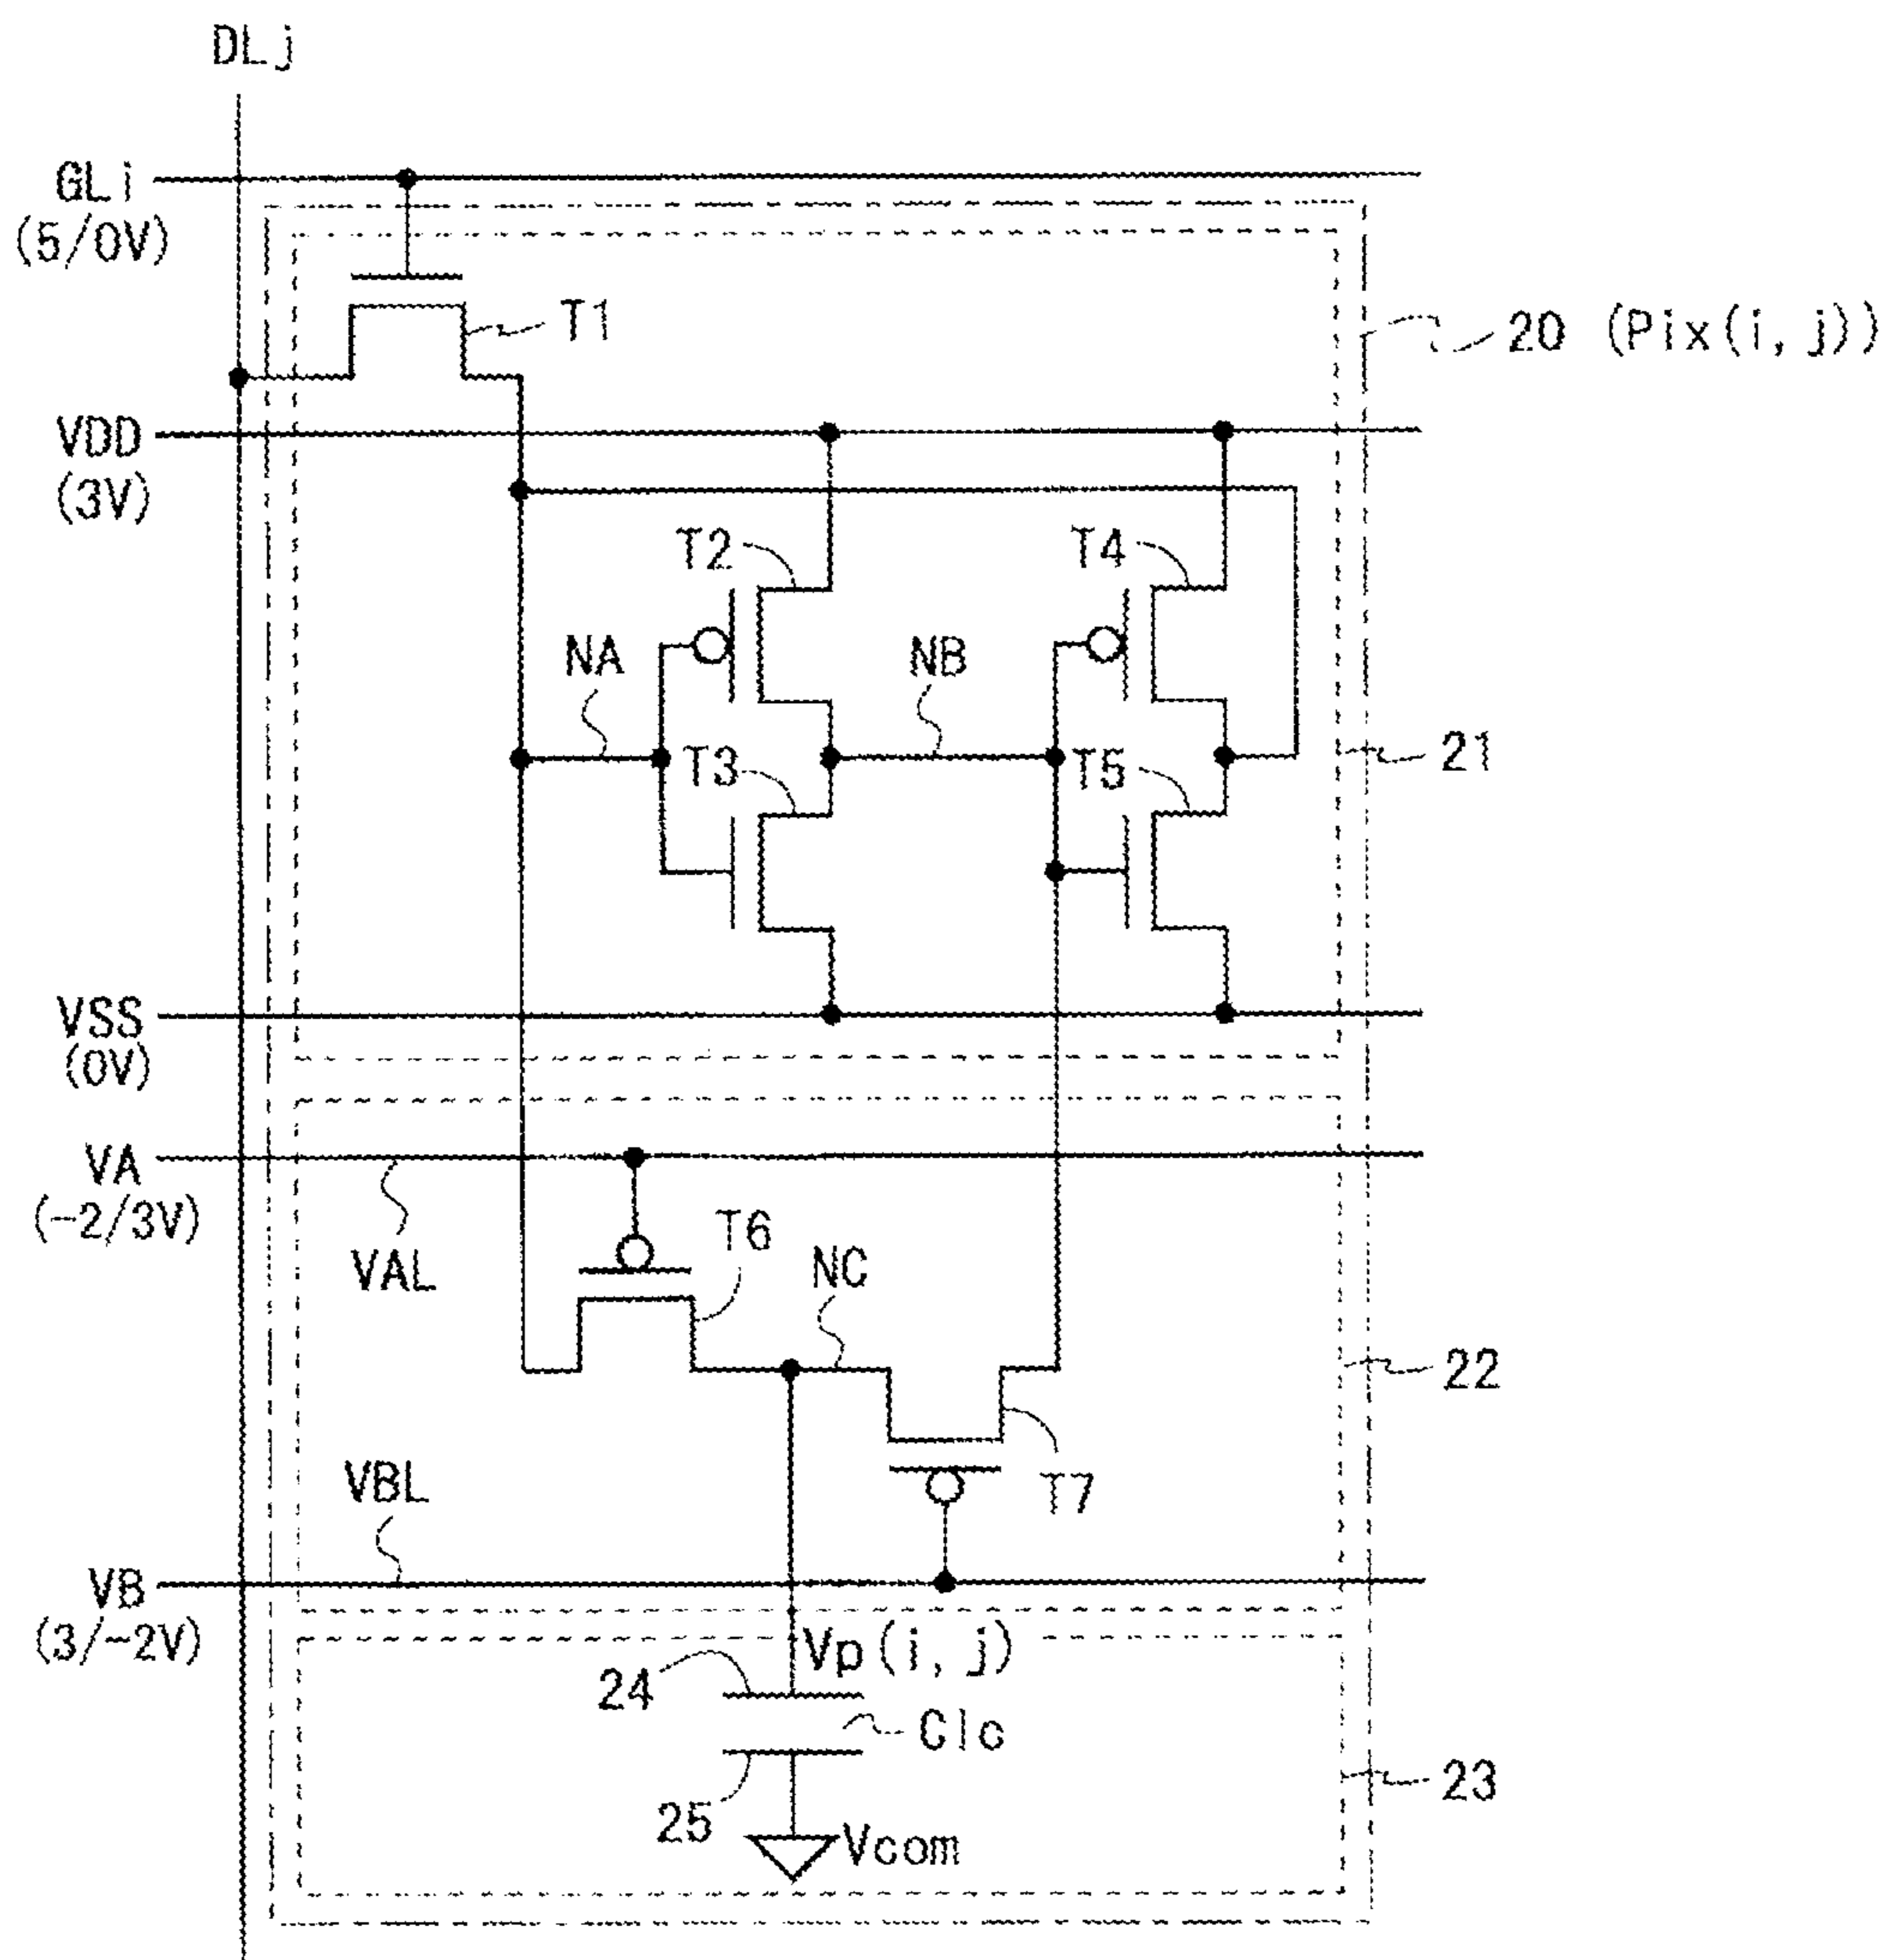 DLj
GLi
(5/0V)
T1
20 (Pix(i, j))
VDD
(3V)
T2
T4
NA
NB
T3
T5
21
VSS
(0V)
VA
(-2/3V)
VAL
T6
NC
22
VBL
T7
VB
(3/-2V)
Vp(i, j)
24
Clc
25
23
Vcom